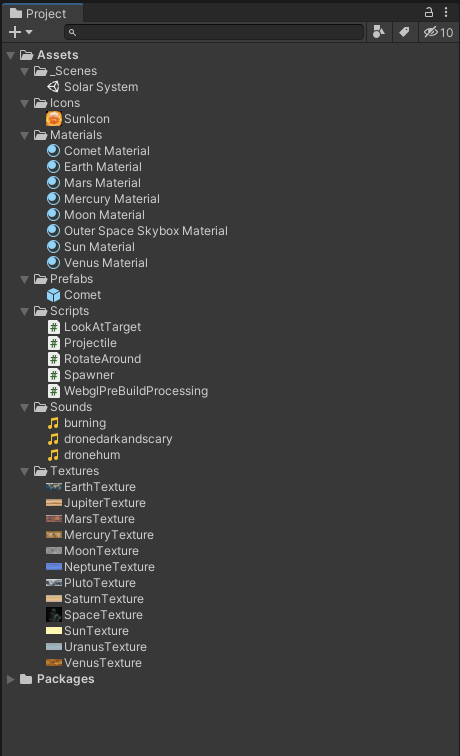 Project
10
Assets
_Scenes
Solar System
Icons
SunIcon
Materials
Comet Material
Earth Material
Mars Material
Mercury Material
Moon Material
Outer Space Skybox Material
Sun Material
Venus Material
Prefabs
Comet
Scripts
LookAtTarget
Projectile
RotateAround
Spawner
WebglPreBuildProcessing
Sounds
burning
dronedarkandscary
dronehum
Textures
EarthTexture
JupiterTexture
MarsTexture
MercuryTexture
MoonTexture
NeptuneTexture
PlutoTexture
SaturnTexture
SpaceTexture
SunTexture
UranusTexture
VenusTexture
Packages